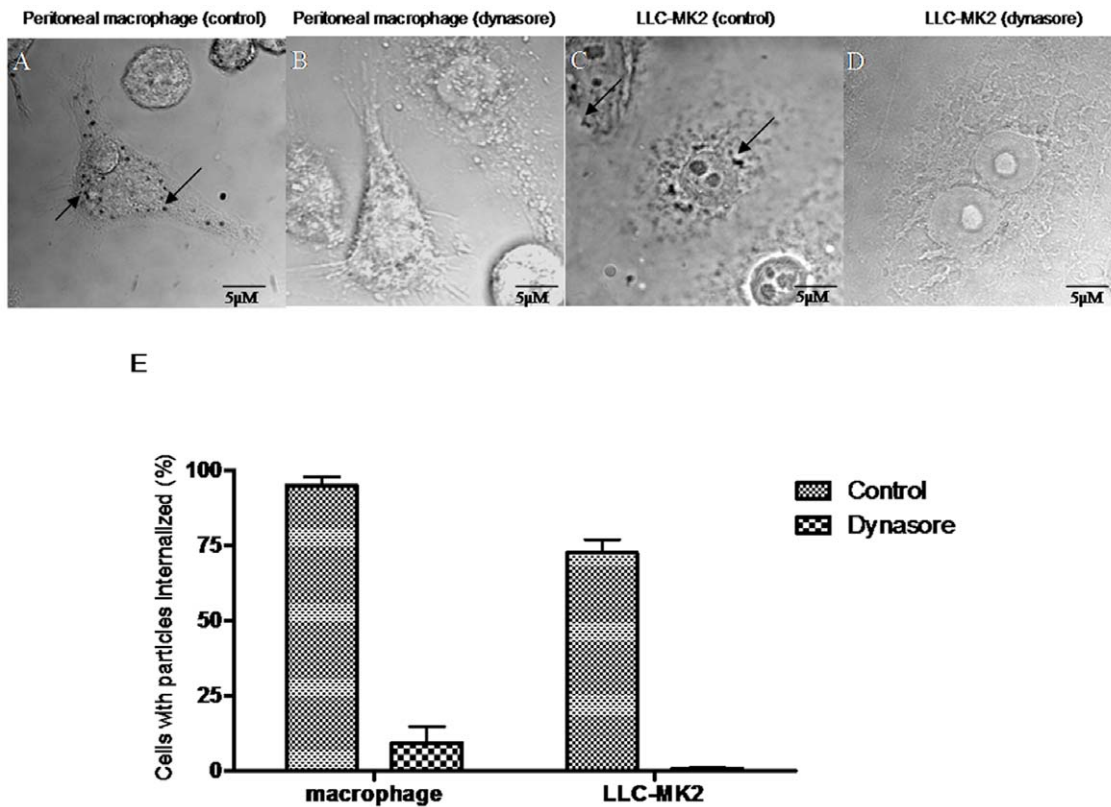 Peritoneal macrophage (control)
Peritoneal macrophage (dynasore)
LLC-MK2 (control)
LLC-MK2 (dynasore)
A
B
C
D
5µM
5µM
5µM
5µM
E
Cells with particles internalized (%)
100
75
50
25
0
macrophage
LLC-MK2
Control
Dynasore